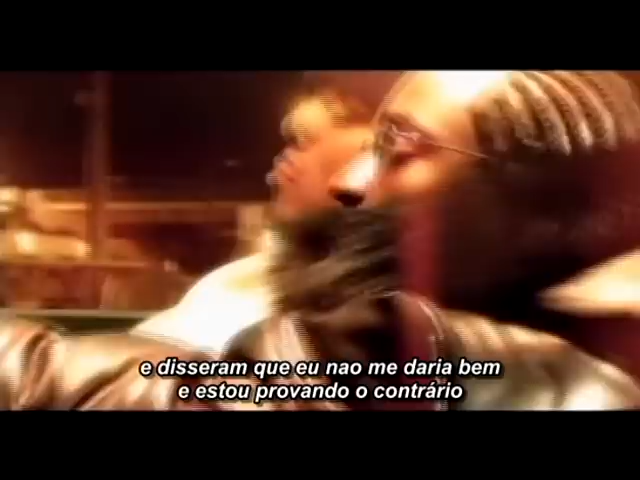 e disseram que eu nao me daria bem
e estou provando o contrário